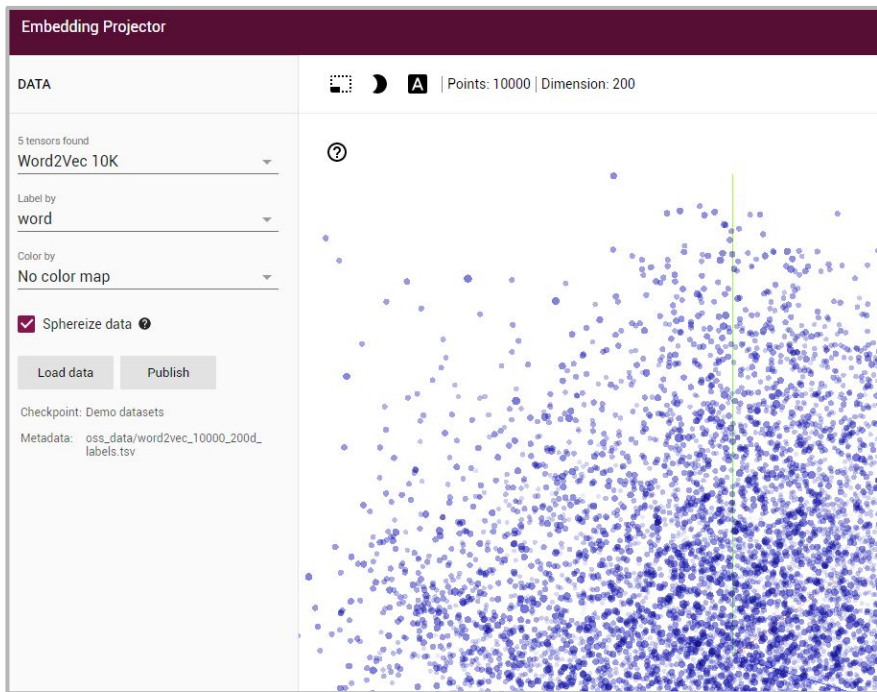 Embedding Projector
DATA
A | Points: 10000 | Dimension: 200
5 tensors found
Word2Vec 10K
Label by
word
Color by
No color map
Sphereize data ?
Load data Publish
Checkpoint: Demo datasets
Metadata: oss_data/word2vec_10000_200d_
labels.tsv
?